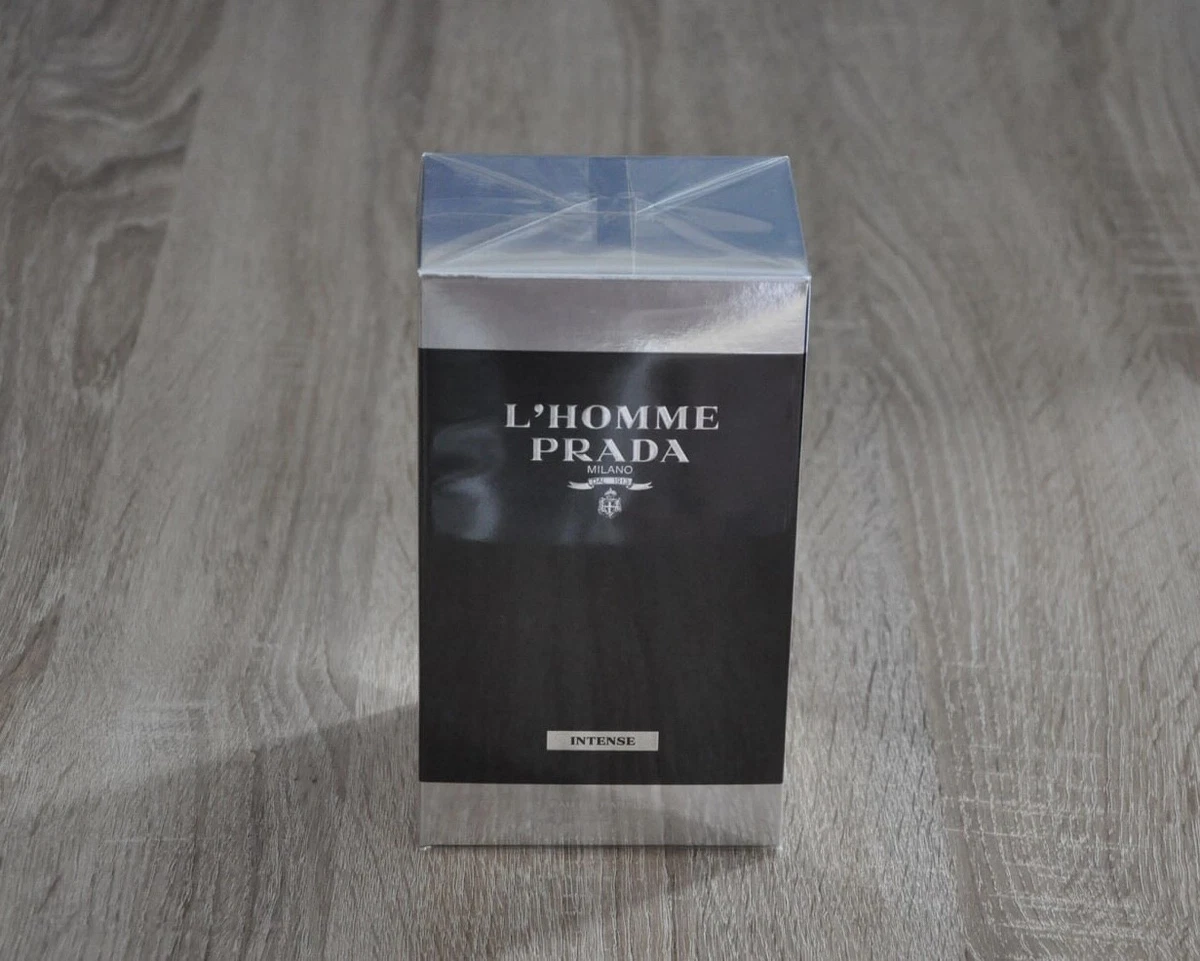 L'HOMME
PRADA
MILANO
DAL 1913
INTENSE